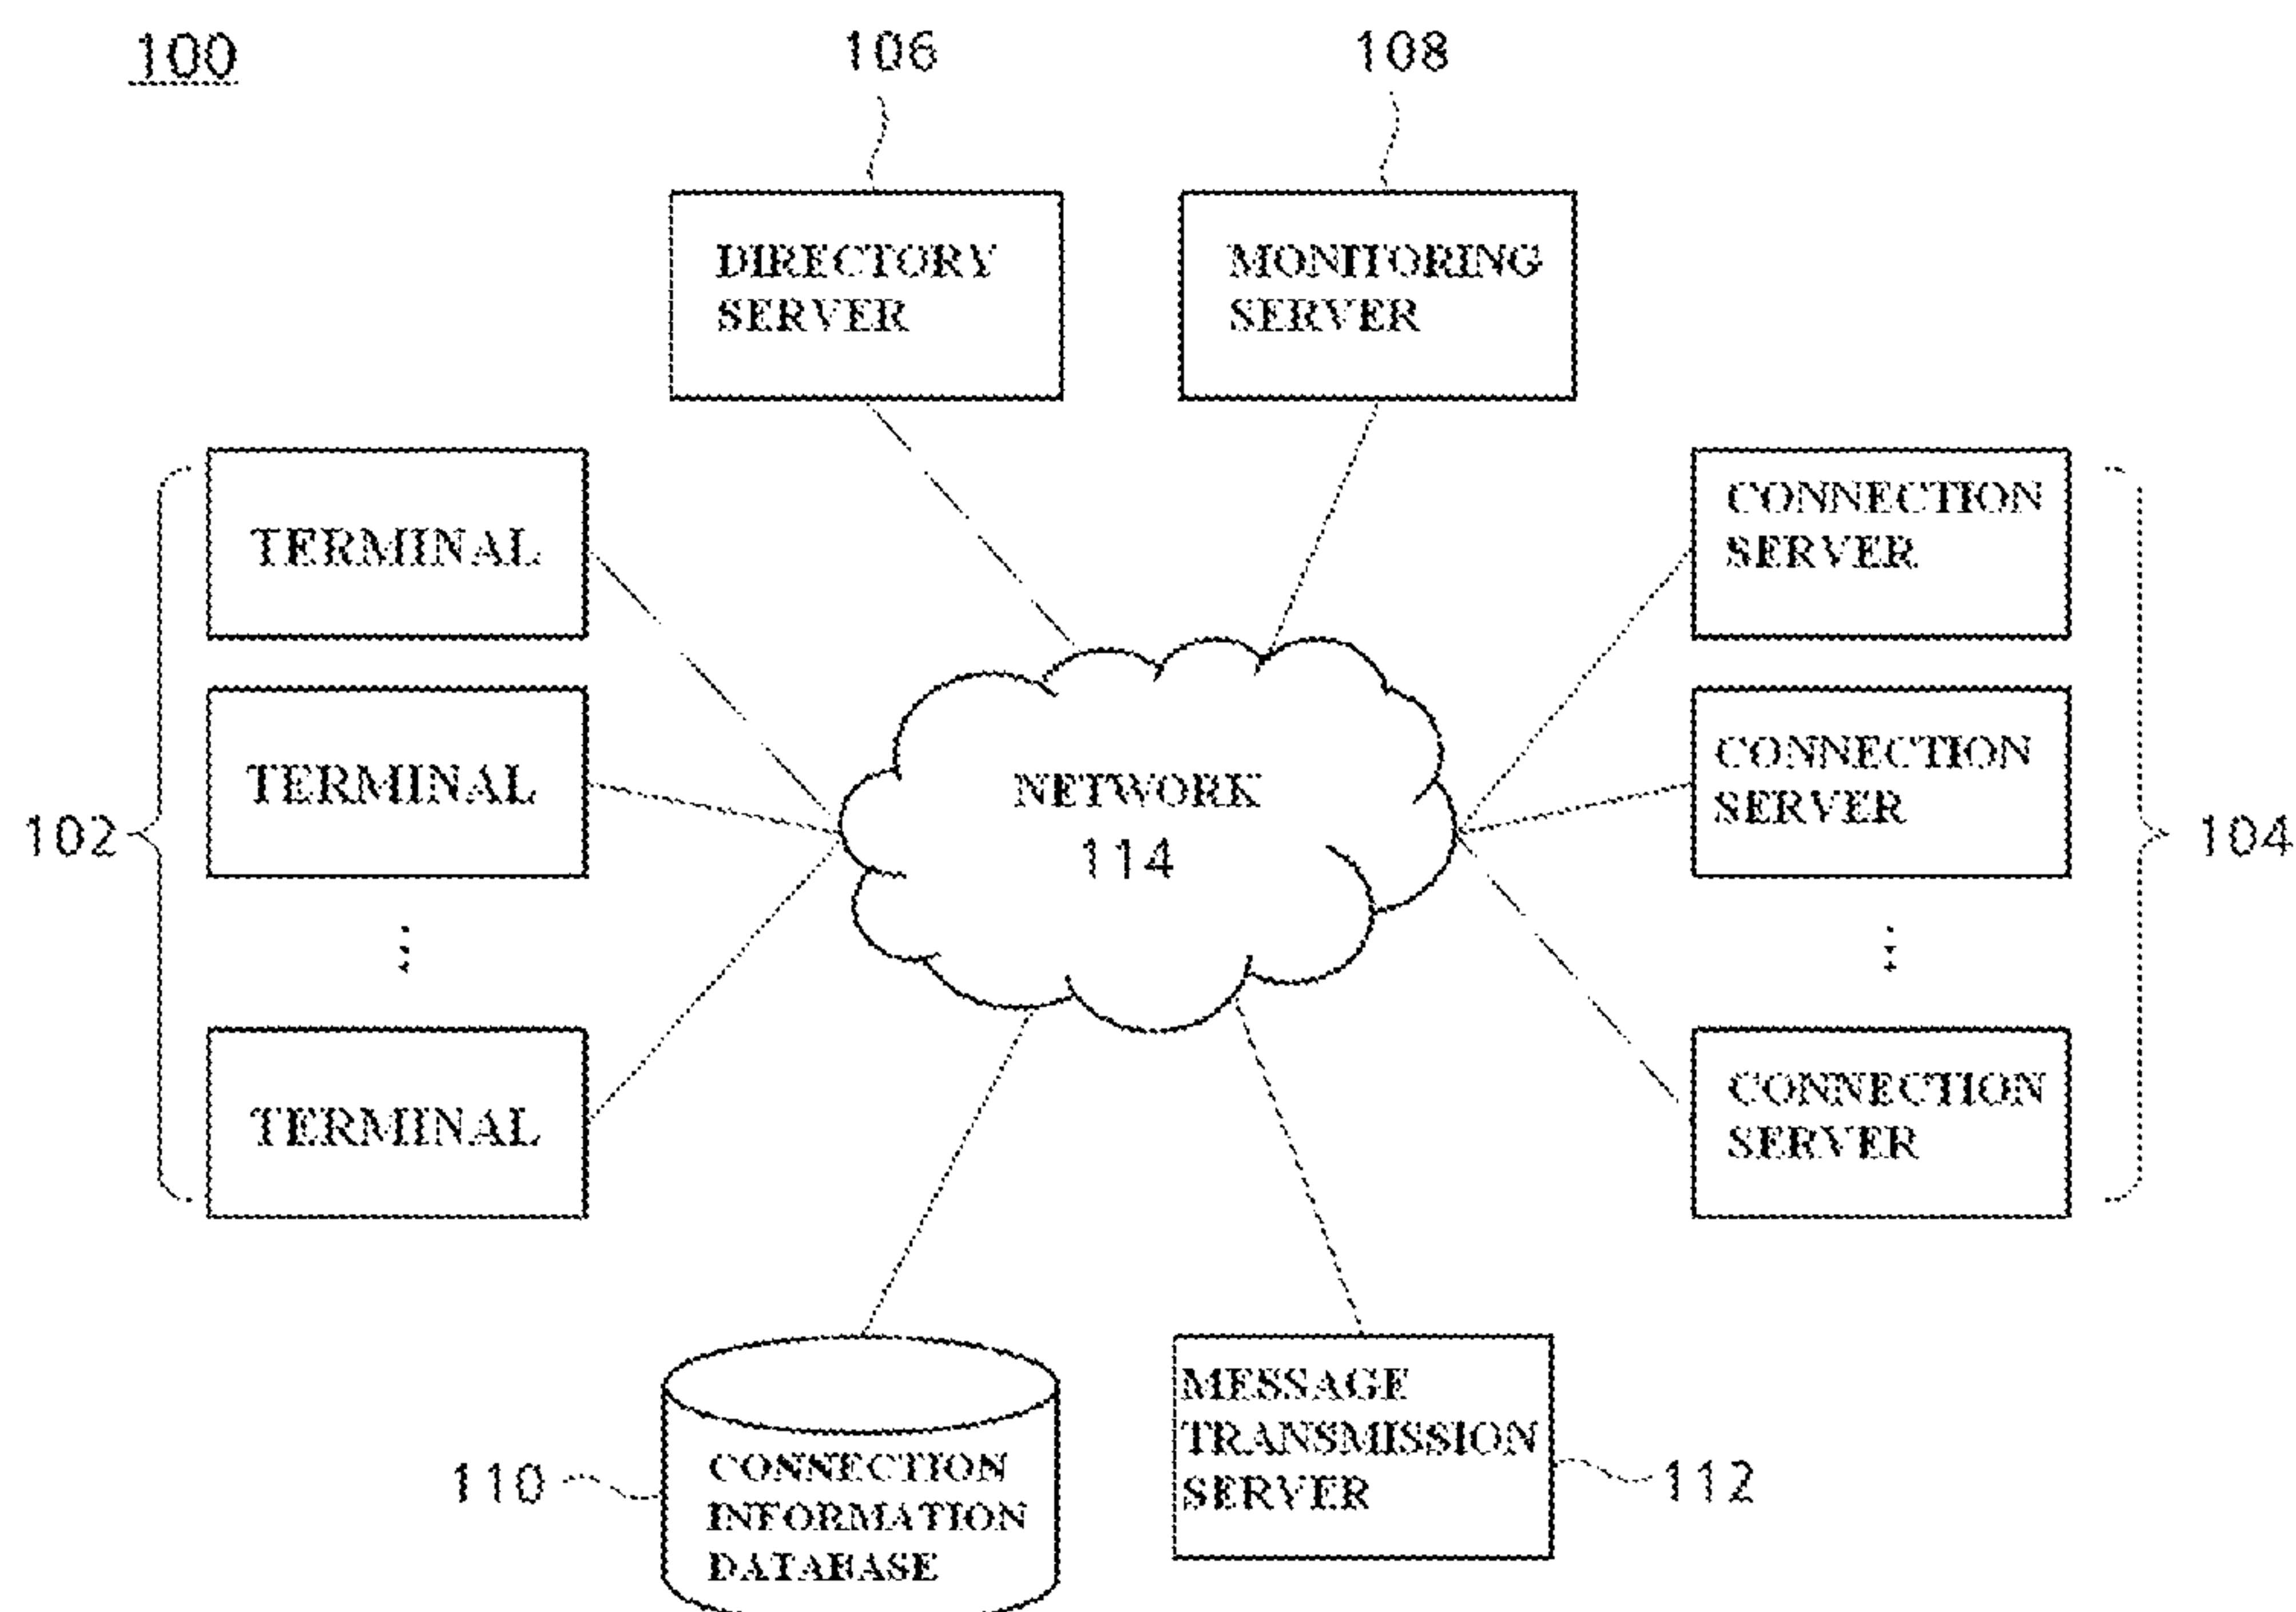 100
106
108
DIRECTORY
SERVER
MONITORING
SERVER
TERMINAL
TERMINAL
⋮
TERMINAL
102
NETWORK
114
CONNECTION
SERVER
CONNECTION
SERVER
⋮
CONNECTION
SERVER
104
110
CONNECTION
INFORMATION
DATABASE
MESSAGE
TRANSMISSION
SERVER
112